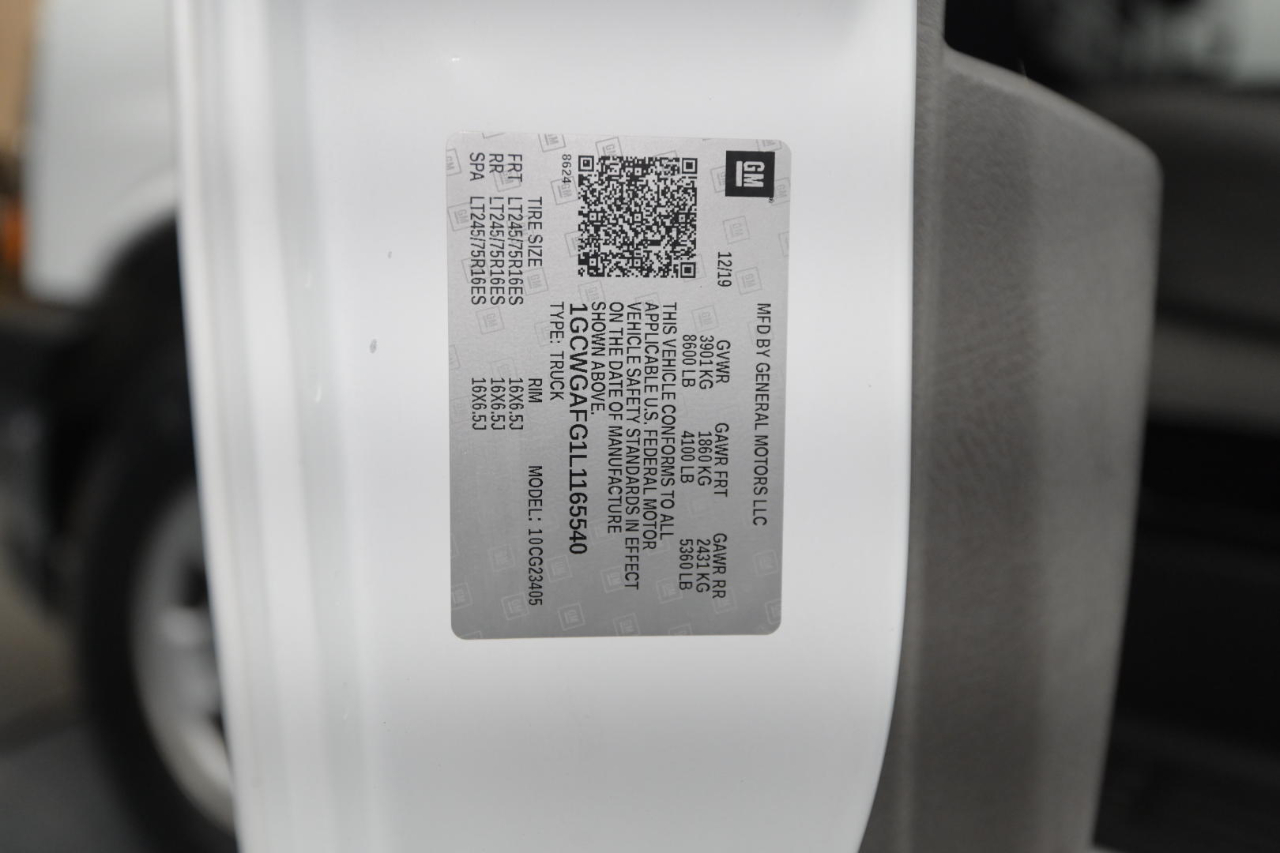 GM
MFD BY GENERAL MOTORS LLC
12/19
GVWR GAWR FRT GAWR RR
3901 KG 1860 KG 2431 KG
8600 LB 4100 LB 5360 LB
THIS VEHICLE CONFORMS TO ALL
APPLICABLE U.S. FEDERAL MOTOR
VEHICLE SAFETY STANDARDS IN EFFECT
ON THE DATE OF MANUFACTURE
SHOWN ABOVE.
1GCWGAFG1L1165540
8624
TYPE: TRUCK
MODEL: 10CG23405
TIRE SIZE RIM
FRT LT245/75R16ES 16X6.5J
RR LT245/75R16ES 16X6.5J
SPA LT245/75R16ES 16X6.5J